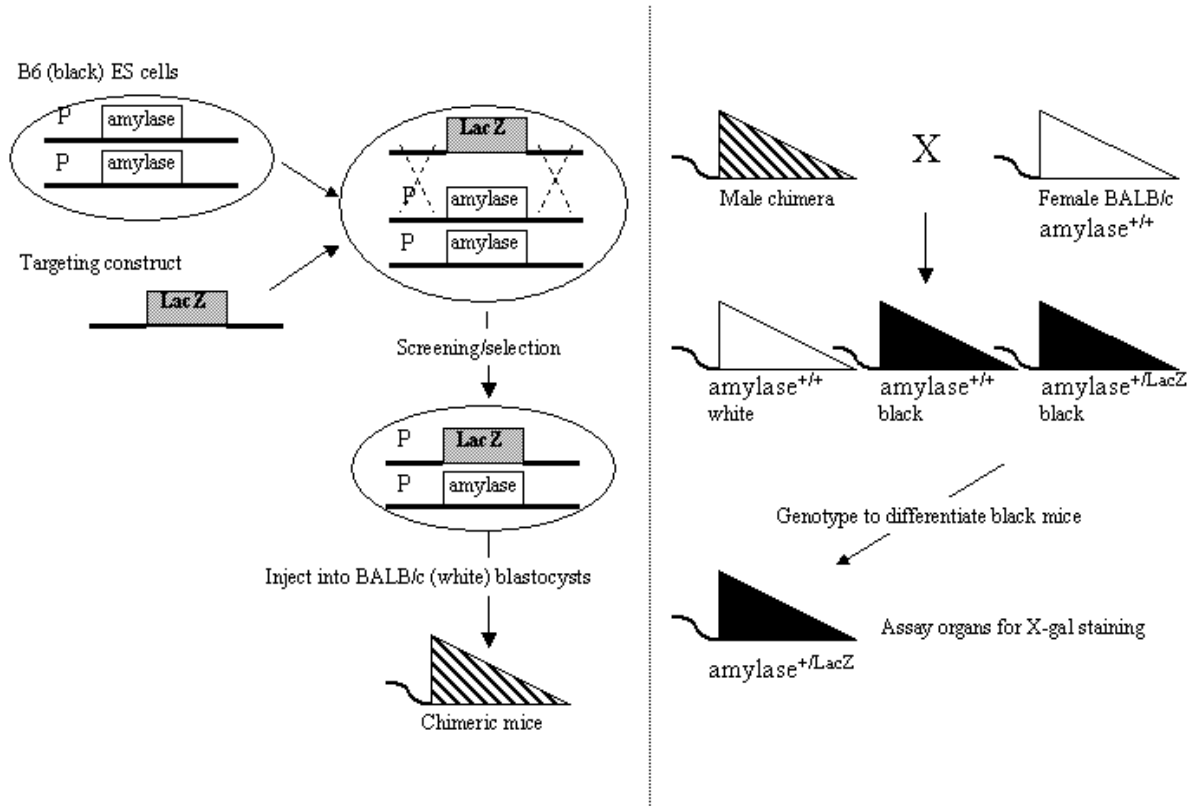 B6 (black) ES cells
P amylase
P amylase
Targeting construct
LacZ
LacZ
P amylase
P amylase
Screening/selection
P LacZ
P amylase
Inject into BALB/c (white) blastocysts
Chimeric mice
X
Male chimera
Female BALB/c
amylase+/+
amylase+/+
white
amylase+/+
black
amylase+/LacZ
black
Genotype to differentiate black mice
Assay organs for X-gal staining
amylase+/LacZ